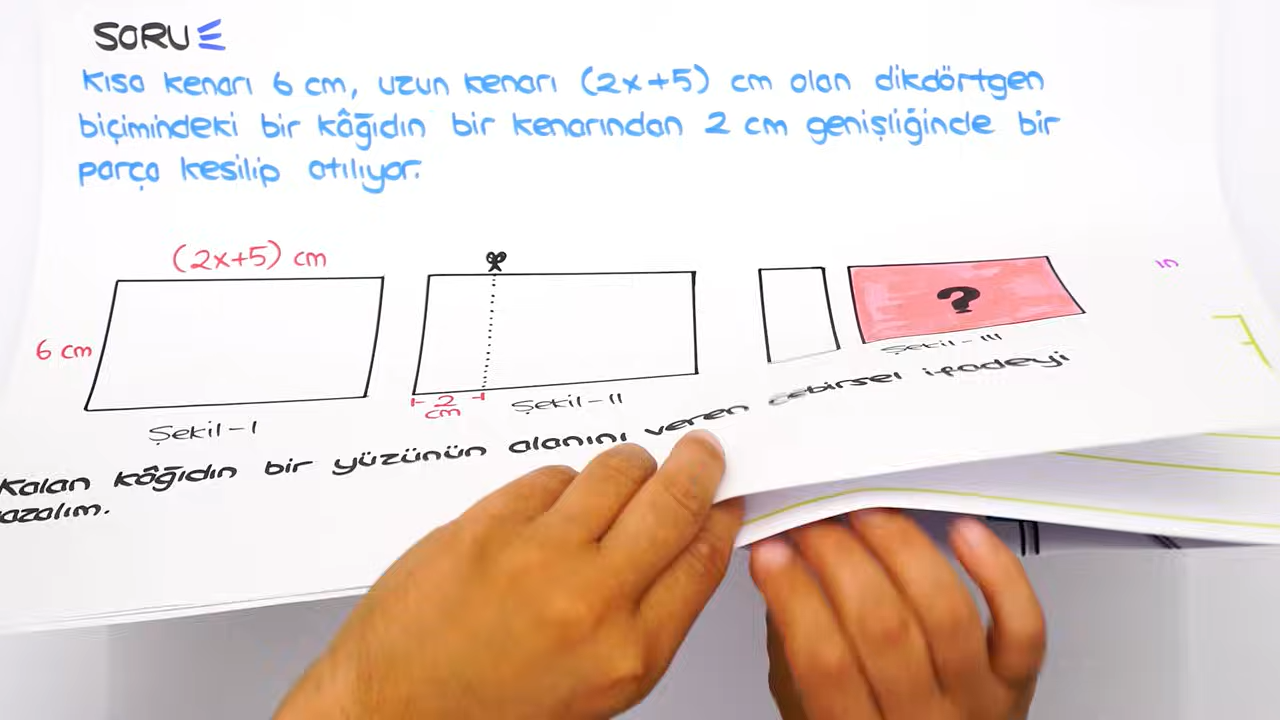 SORU
Kısa kenarı 6 cm, uzun kenarı (2x+5) cm olan dikdörtgen
biçimindeki bir kâğıdın bir kenarından 2 cm genişliğinde bir
parça kesilip atılıyor.
(2x+5) cm
6 cm
?
2
cm
Şekil-I
Şekil-II
Şekil-III
Kalan kâğıdın bir yüzünün alanını veren cebirsel ifadeyi
azalım.